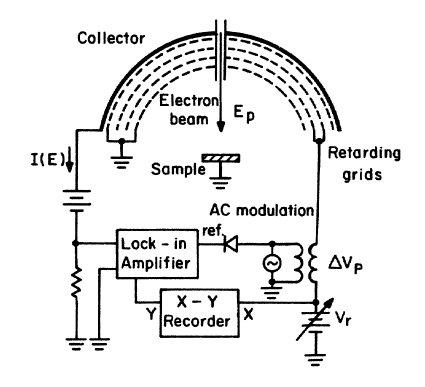 Collector
Electron
beam
Ep
I(E)
Sample
Retarding
grids
AC modulation
ref.
Lock-in
Amplifier
ΔVp
X-Y
Recorder
Y
X
Vr